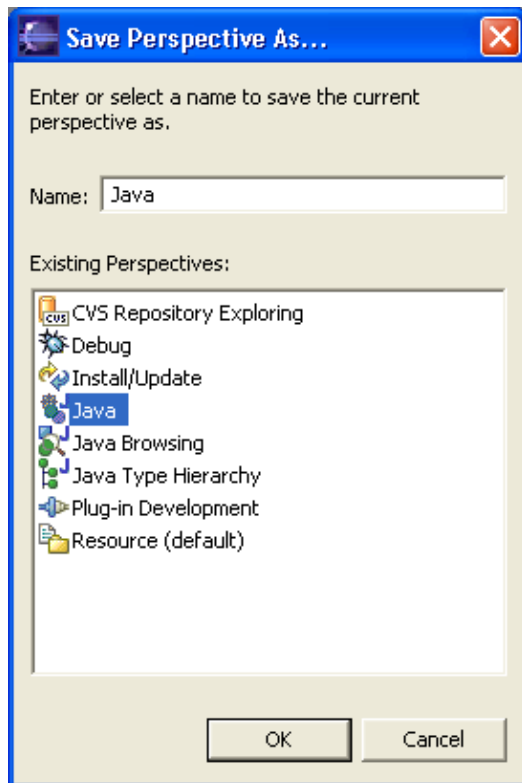 Save Perspective As...
Enter or select a name to save the current
perspective as.
Name: Java
Existing Perspectives:
CVS CVS Repository Exploring
Debug
Install/Update
Java
Java Browsing
Java Type Hierarchy
Plug-in Development
Resource (default)
OK Cancel